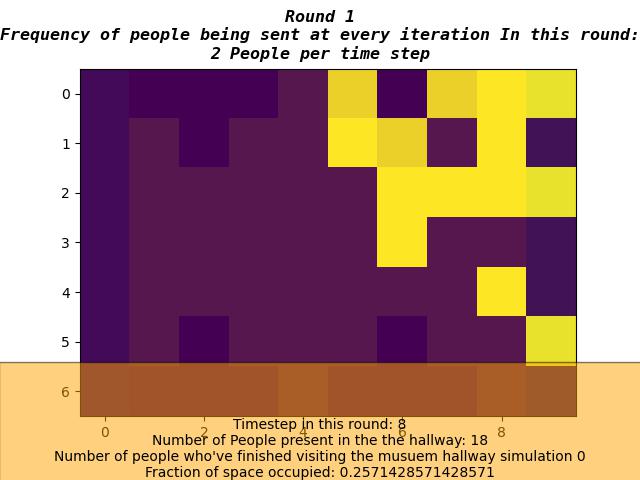 Round 1
Frequency of people being sent at every iteration In this round:
2 People per time step
0
1
2
3
4
5
6
0 2 4 6 8
Timestep in this round: 8
Number of People present in the the hallway: 18
Number of people who've finished visiting the musuem hallway simulation 0
Fraction of space occupied: 0.2571428571428571